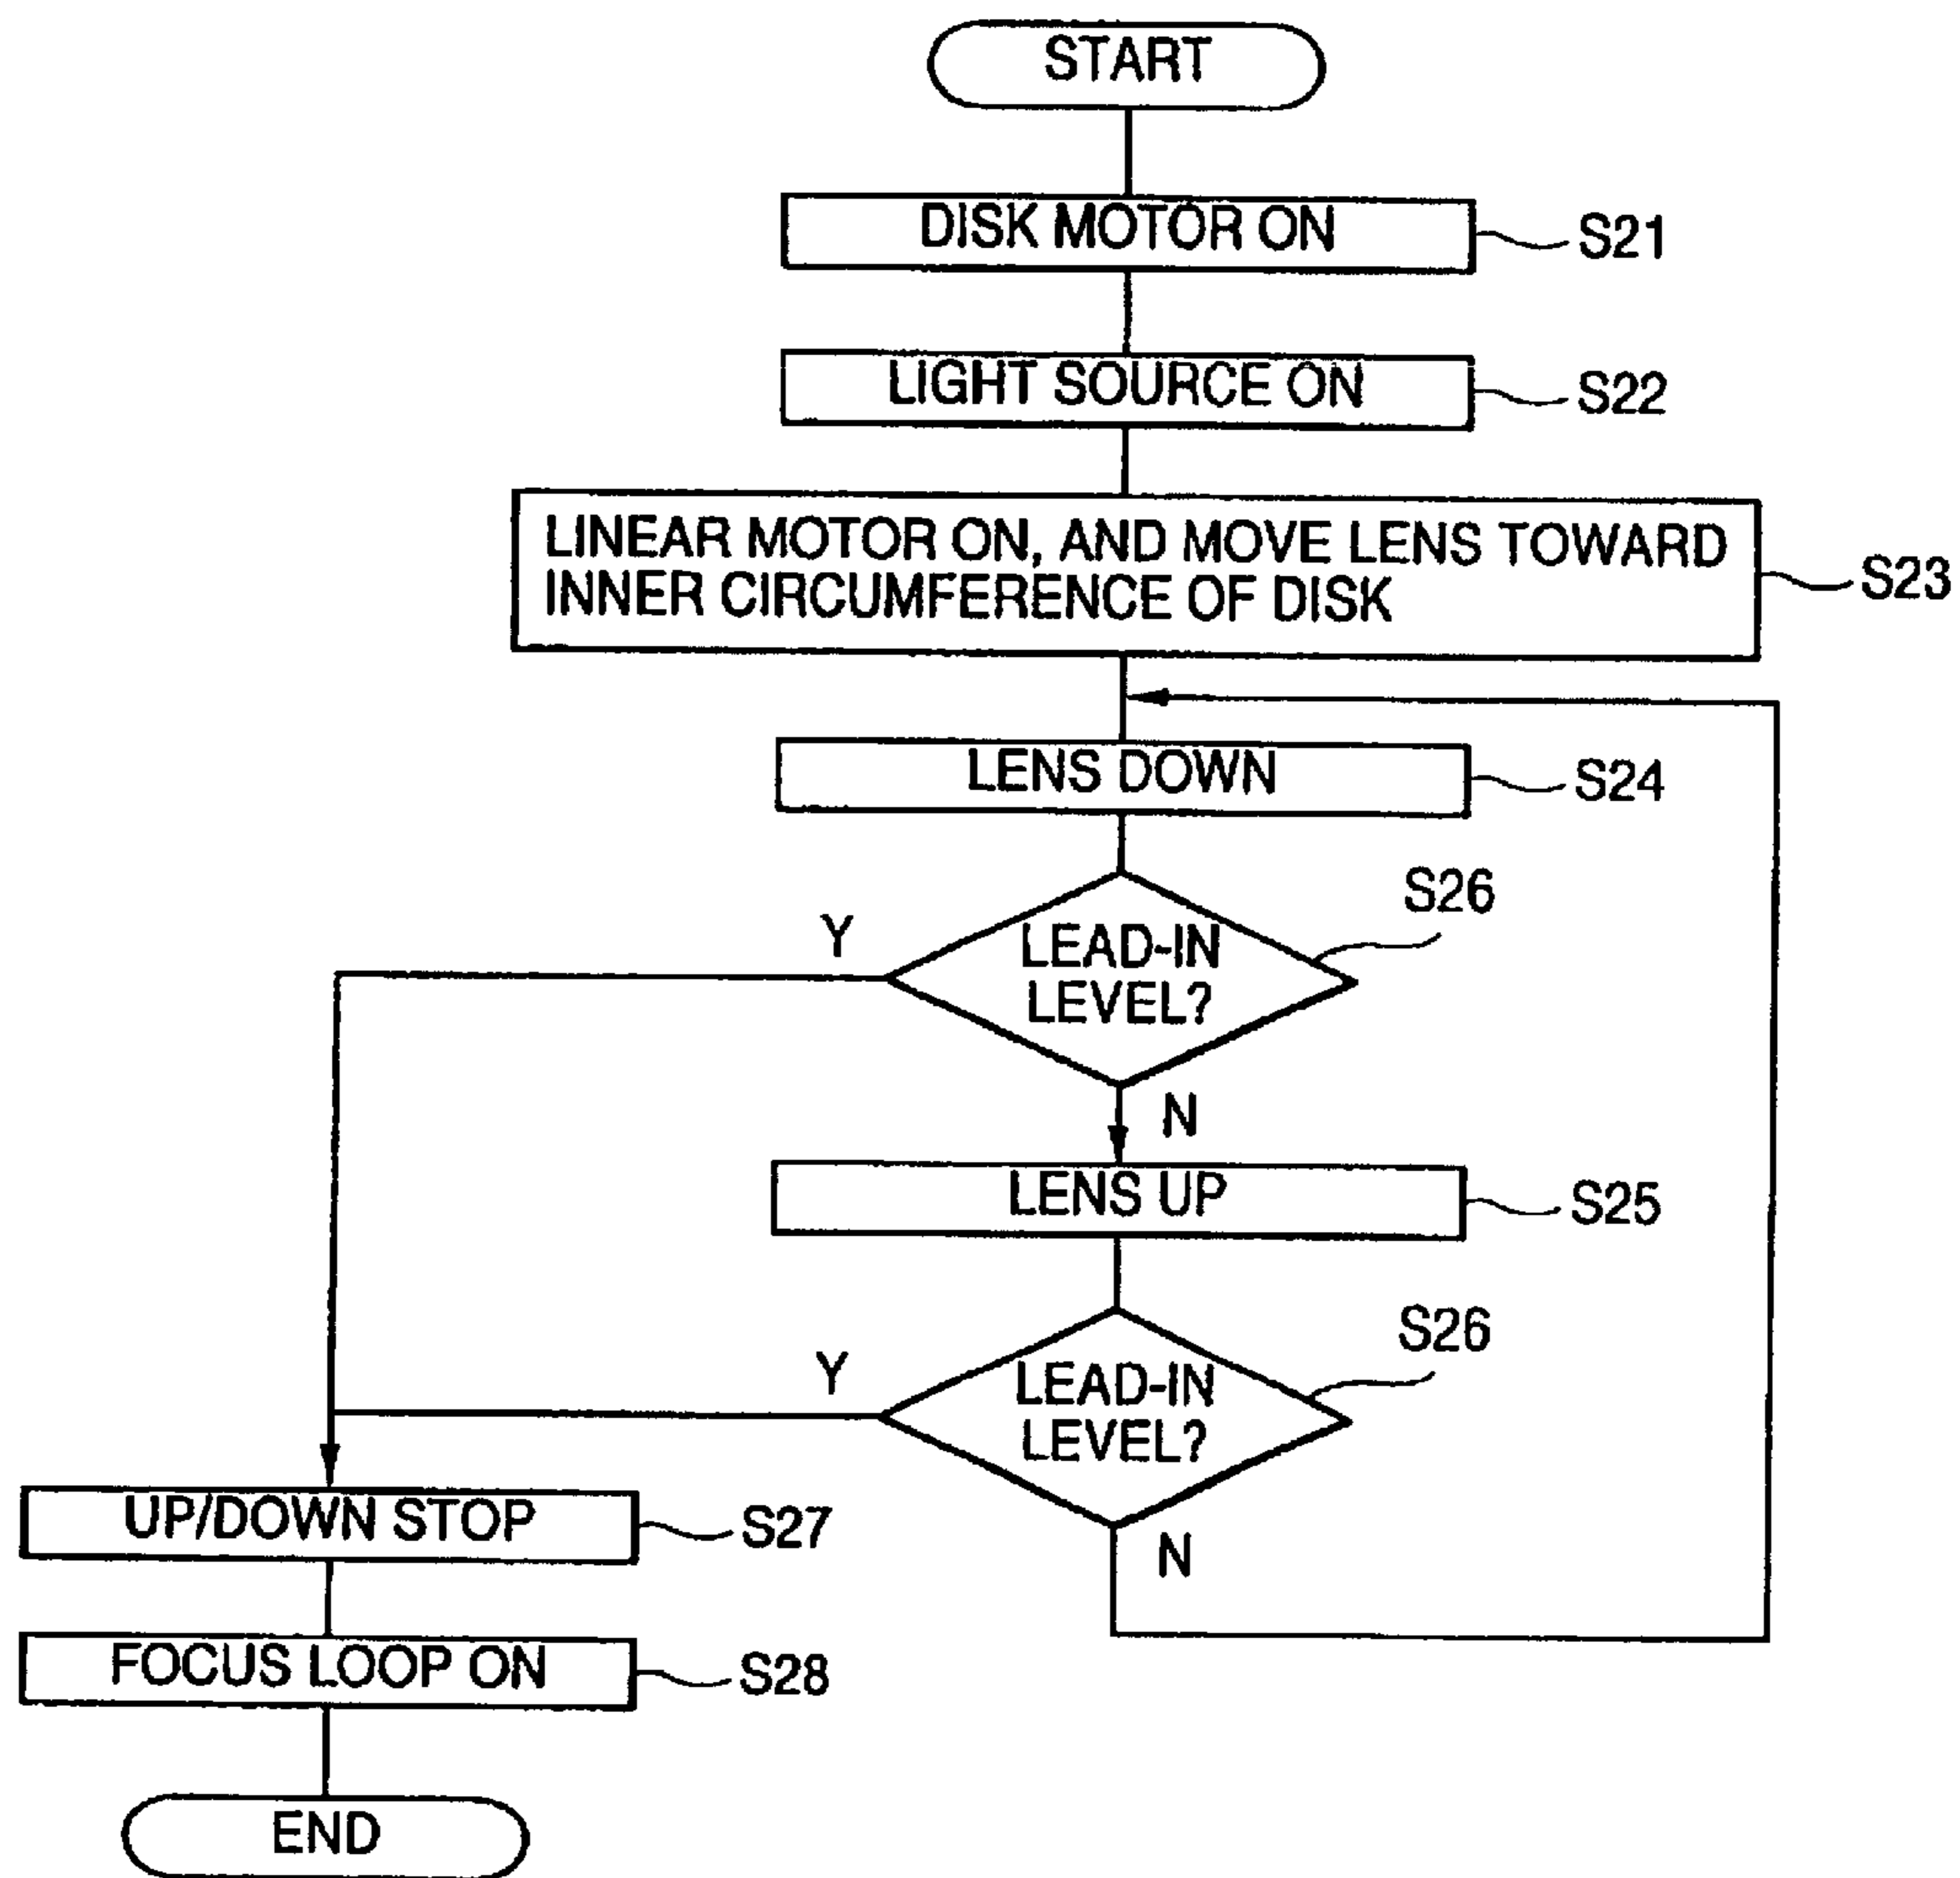 START
DISK MOTOR ON
S21
LIGHT SOURCE ON
S22
LINEAR MOTOR ON, AND MOVE LENS TOWARD
INNER CIRCUMFERENCE OF DISK
S23
LENS DOWN
S24
S26
Y
LEAD-IN
LEVEL?
N
LENS UP
S25
S26
Y
LEAD-IN
LEVEL?
N
UP/DOWN STOP
S27
FOCUS LOOP ON
S28
END